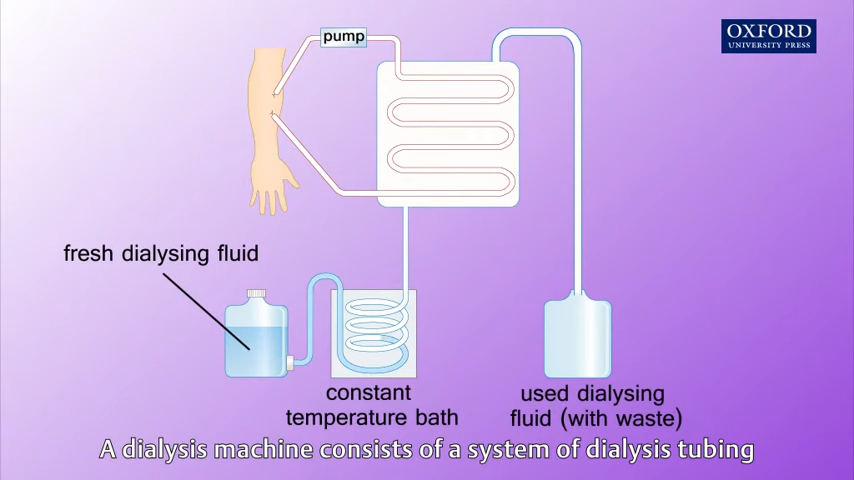 pump
OXFORD
UNIVERSITY PRESS
fresh dialysing fluid
constant
temperature bath
used dialysing
fluid (with waste)
A dialysis machine consists of a system of dialysis tubing